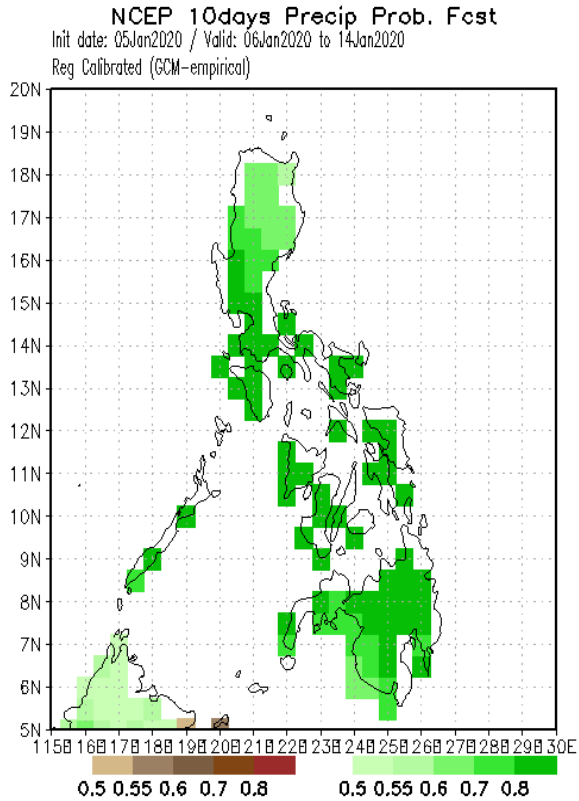 NCEP 10days Precip Prob. Fcst
Init date: 05Jan2020 / Valid: 06Jan2020 to 14Jan2020
Reg Calibrated (GCM-empirical)
20N
19N
18N
17N
16N
15N
14N
13N
12N
11N
10N
9N
8N
7N
6N
5N
115E 116E 117E 118E 119E 120E 121E 122E 123E 124E 125E 126E 127E 128E 129E 130E
0.5 0.55 0.6 0.7 0.8 0.5 0.55 0.6 0.7 0.8